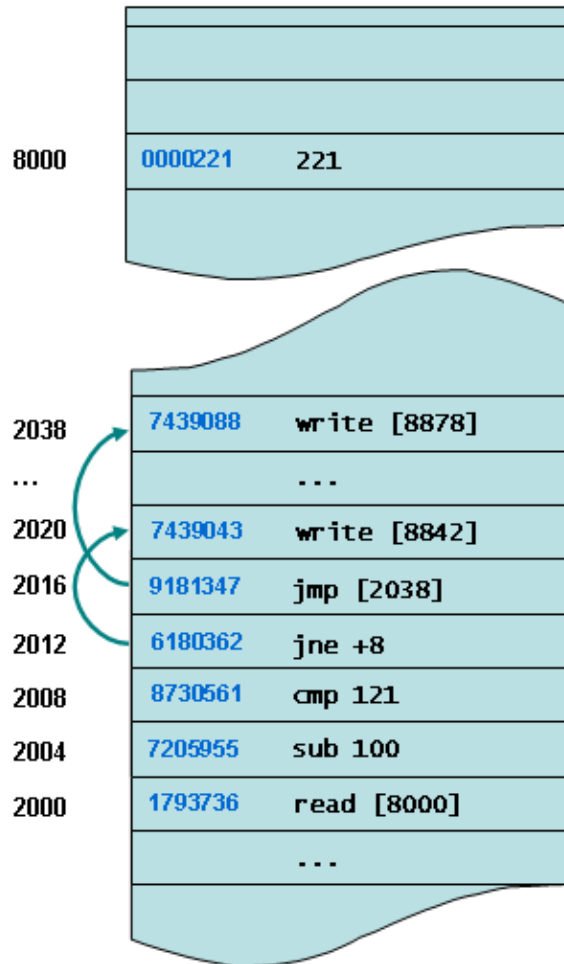 8000 0000221 221
2038 7439088 write [8878]
... ...
2020 7439043 write [8842]
2016 9181347 jmp [2038]
2012 6180362 jne +8
2008 8730561 cmp 121
2004 7205955 sub 100
2000 1793736 read [8000]
...